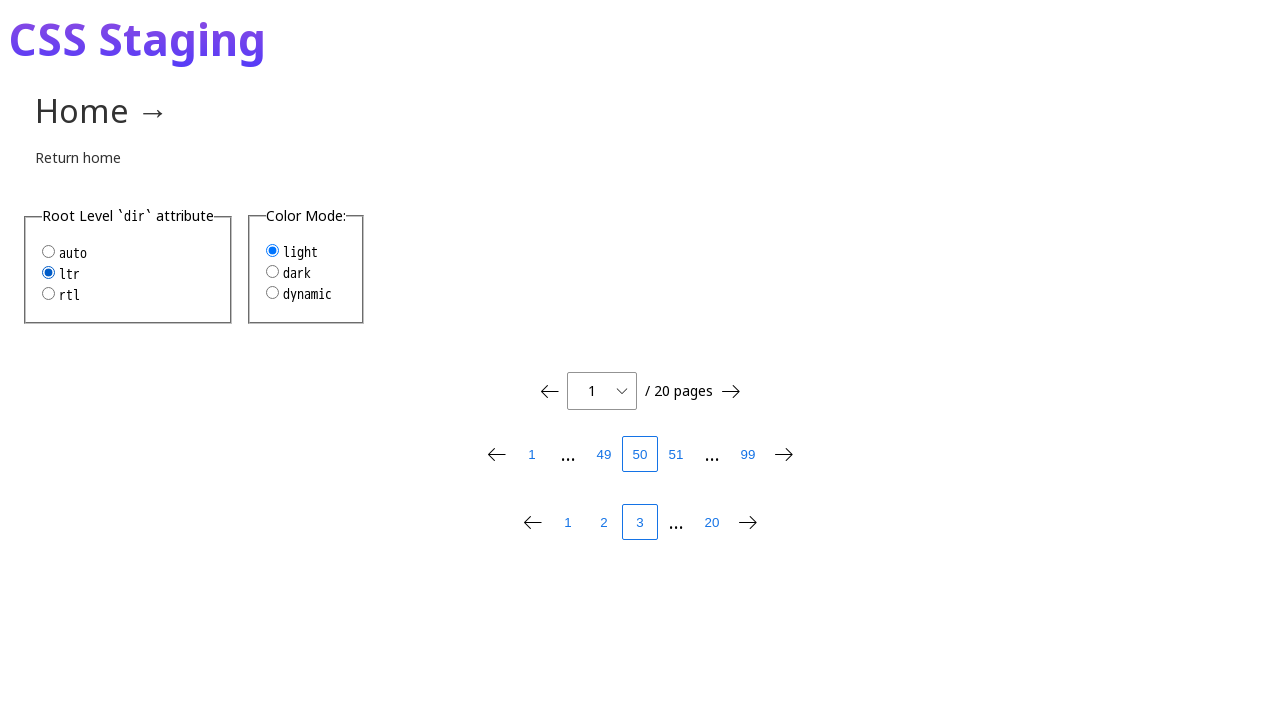 CSS Staging
Home →
Return home
Root Level `dir` attribute
auto
ltr
rtl
Color Mode:
light
dark
dynamic
1 / 20 pages
1 ... 49 50 51 ... 99
1 2 3 ... 20